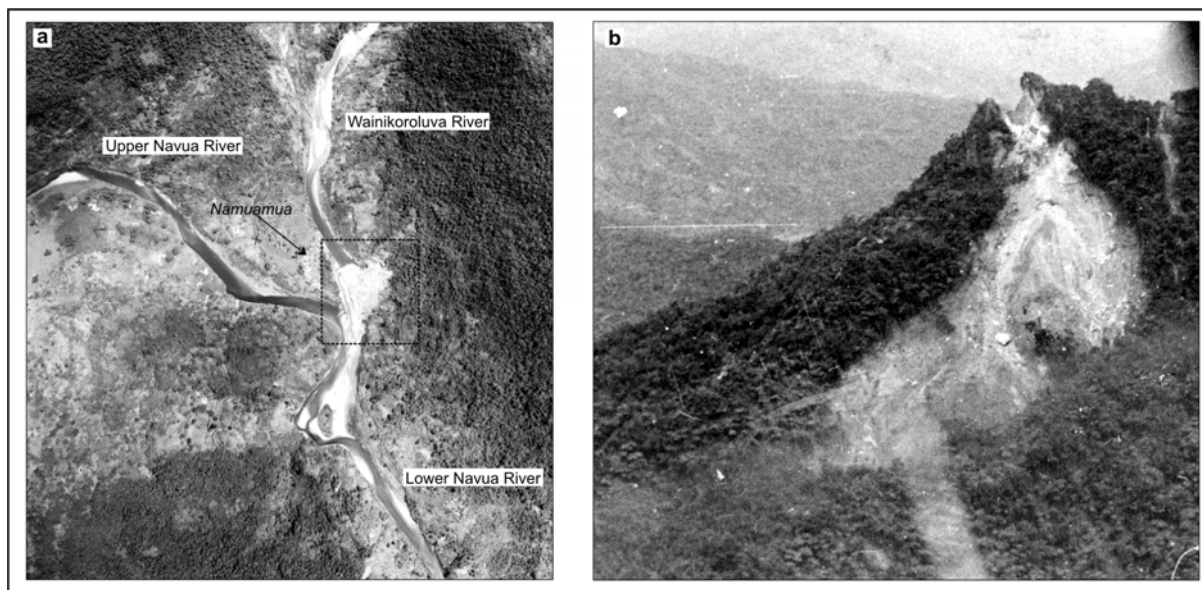 a
Wainikoroluva River
Upper Navua River
Namuamua
Lower Navua River
b